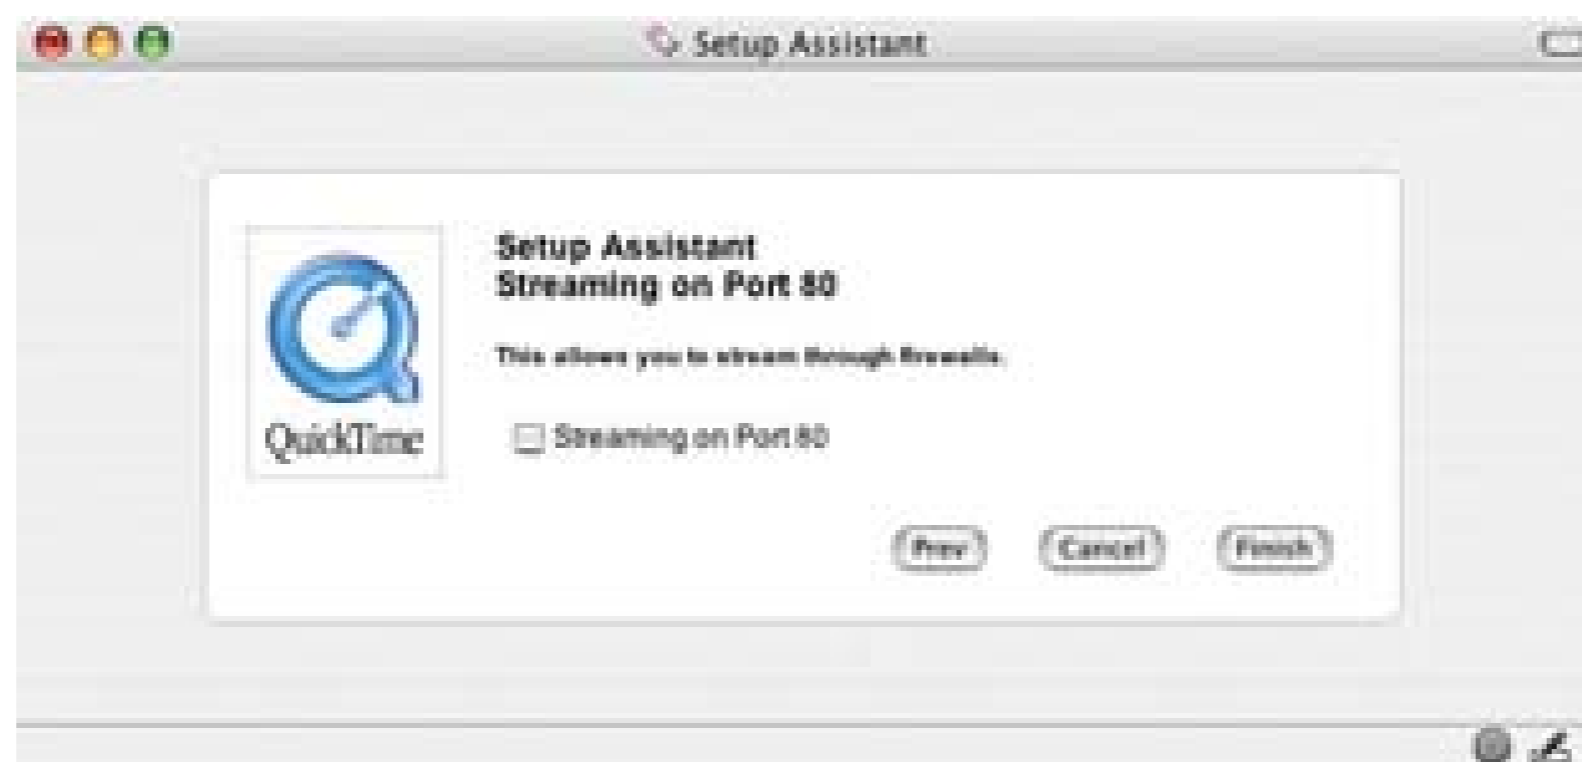 Setup Assistant
Setup Assistant
Streaming on Port 80
This allows you to stream through firewalls.
QuickTime
Streaming on Port 80
Prev
Cancel
Finish